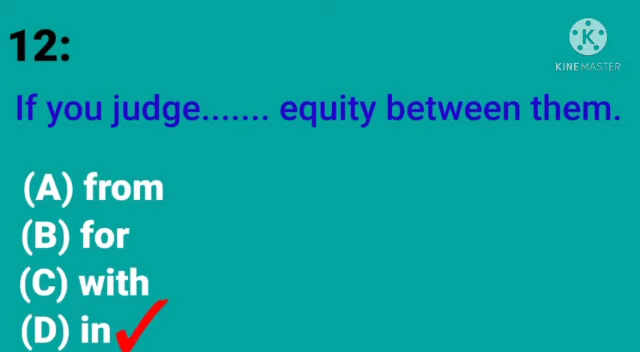 12:
K
KINEMASTER
If you judge....... equity between them.
(A) from
(B) for
(C) with
(D) in